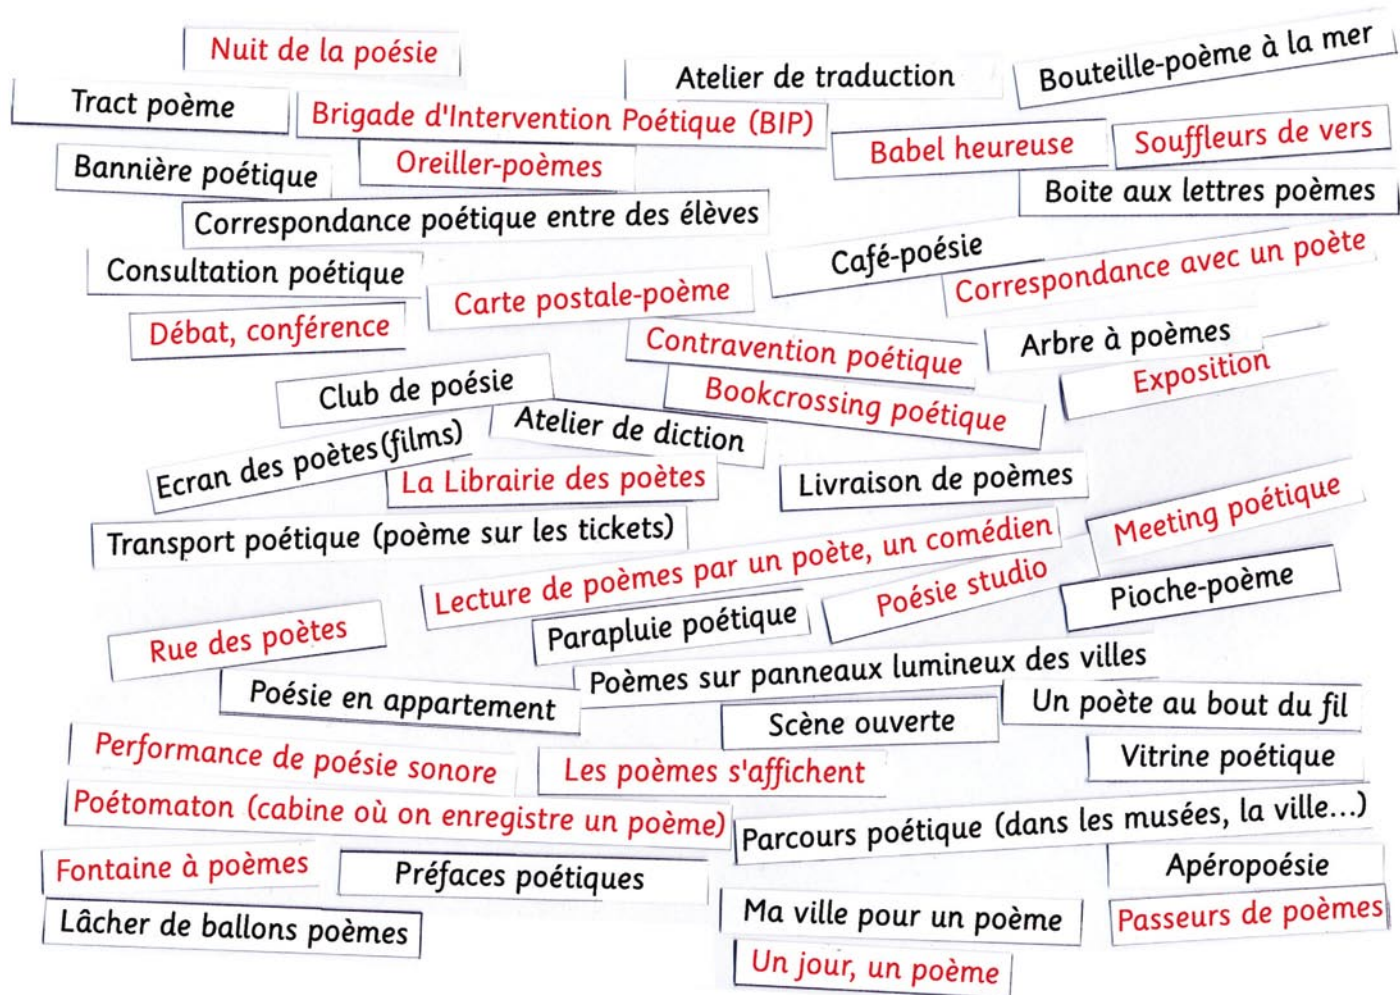 Nuit de la poésie
Atelier de traduction
Bouteille-poème à la mer
Tract poème
Brigade d'Intervention Poétique (BIP)
Babel heureuse
Souffleurs de vers
Bannière poétique
Oreiller-poèmes
Boite aux lettres poèmes
Correspondance poétique entre des élèves
Café-poésie
Correspondance avec un poète
Consultation poétique
Carte postale-poème
Débat, conférence
Contravention poétique
Arbre à poèmes
Exposition
Club de poésie
Bookcrossing poétique
Atelier de diction
Ecran des poètes(films)
La Librairie des poètes
Livraison de poèmes
Meeting poétique
Transport poétique (poème sur les tickets)
Lecture de poèmes par un poète, un comédien
Poésie studio
Pioche-poème
Rue des poètes
Parapluie poétique
Poèmes sur panneaux lumineux des villes
Poésie en appartement
Scène ouverte
Un poète au bout du fil
Performance de poésie sonore
Les poèmes s'affichent
Vitrine poétique
Poétomaton (cabine où on enregistre un poème)
Parcours poétique (dans les musées, la ville...)
Fontaine à poèmes
Préfaces poétiques
Apéropoésie
Lâcher de ballons poèmes
Ma ville pour un poème
Passeurs de poèmes
Un jour, un poème